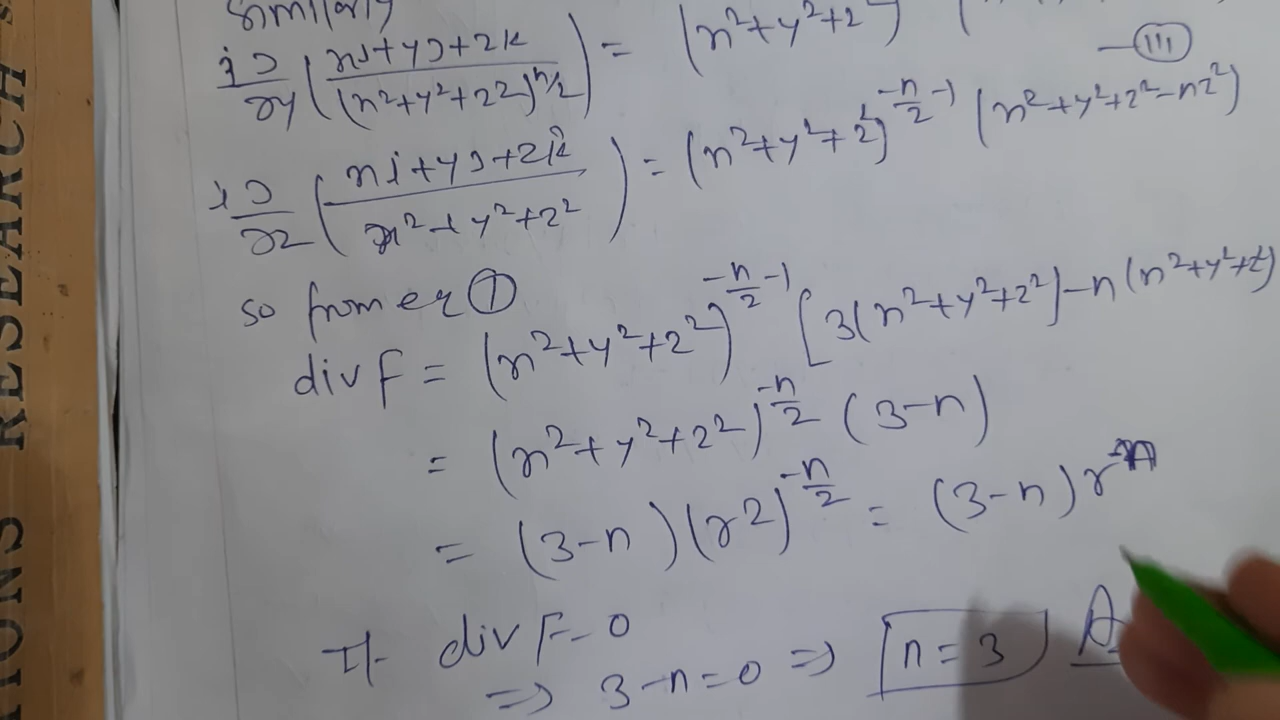 Similarly
j ∂/∂y ( xi+yj+zk / (x²+y²+z²)^n/2 ) = (x²+y²+z²) (
—(III)
i ∂/∂z ( xi+yj+zk̂ / x²+y²+z² ) = (x²+y²+z²)^-n/2-1 (x²+y²+z²-nz²)
so from er ①
div F = (x²+y²+z²)^-n/2-1 [3(x²+y²+z²)-n(x²+y²+z²)
= (x²+y²+z²)^-n/2 (3-n)
= (3-n)(r2)^-n/2 = (3-n) r^-n
If div F-0
=> 3-n=0 => n=3
TIONS RESEARCH